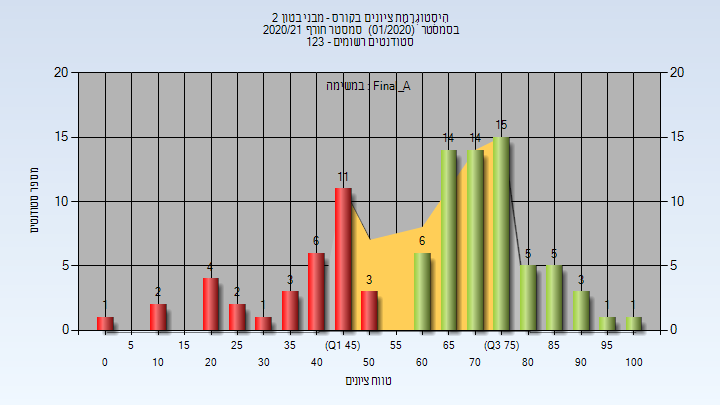 הִיסְטוֹגְרָמַת ציונים בקורס - מבני בטון 2
בסמסטר (01/2020) סמסטר חורף 2020/21
סטודנטים רשומים - 123
במשימה : Final_A
מספר סטודנטים
20 20
15 15
10 10
5 5
0 0
1 2 4 2 1 3 6 11 3 6 14 14 15 5 5 3 1 1
5 15 25 35 (Q1 45) 55 65 (Q3 75) 85 95
0 10 20 30 40 50 60 70 80 90 100
טווח ציונים